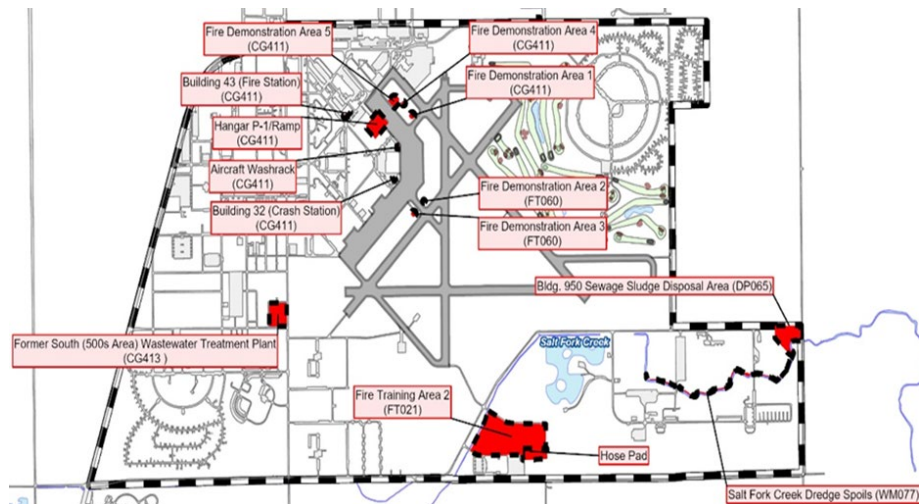 Fire Demonstration Area 5
(CG411)
Fire Demonstration Area 4
(CG411)
Building 43 (Fire Station)
(CG411)
Fire Demonstration Area 1
(CG411)
Hangar P-1/Ramp
(CG411)
Aircraft Washrack
(CG411)
Fire Demonstration Area 2
(FT060)
Building 32 (Crash Station)
(CG411)
Fire Demonstration Area 3
(FT060)
Bldg. 950 Sewage Sludge Disposal Area (DP065)
Former South (500s Area) Wastewater Treatment Plant
(CG413 )
Salt Fork Creek
Fire Training Area 2
(FT021)
Hose Pad
Salt Fork Creek Dredge Spoils (WM077)